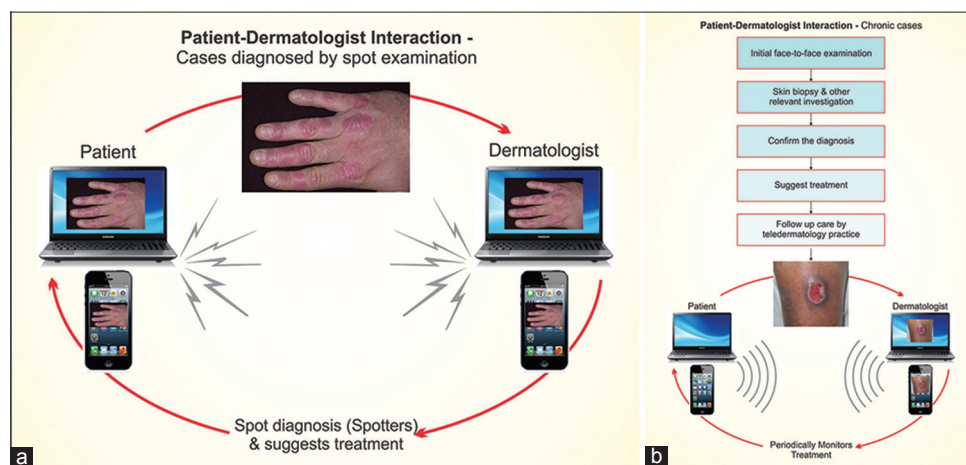 Patient-Dermatologist Interaction -
Cases diagnosed by spot examination
Patient
Dermatologist
Spot diagnosis (Spotters)
& suggests treatment
a
Patient-Dermatologist Interaction - Chronic cases
Initial face-to-face examination
Skin biopsy & other
relevant investigation
Confirm the diagnosis
Suggest treatment
Follow up care by
teledermatology practice
Patient
Dermatologist
Periodically Monitors
Treatment
b